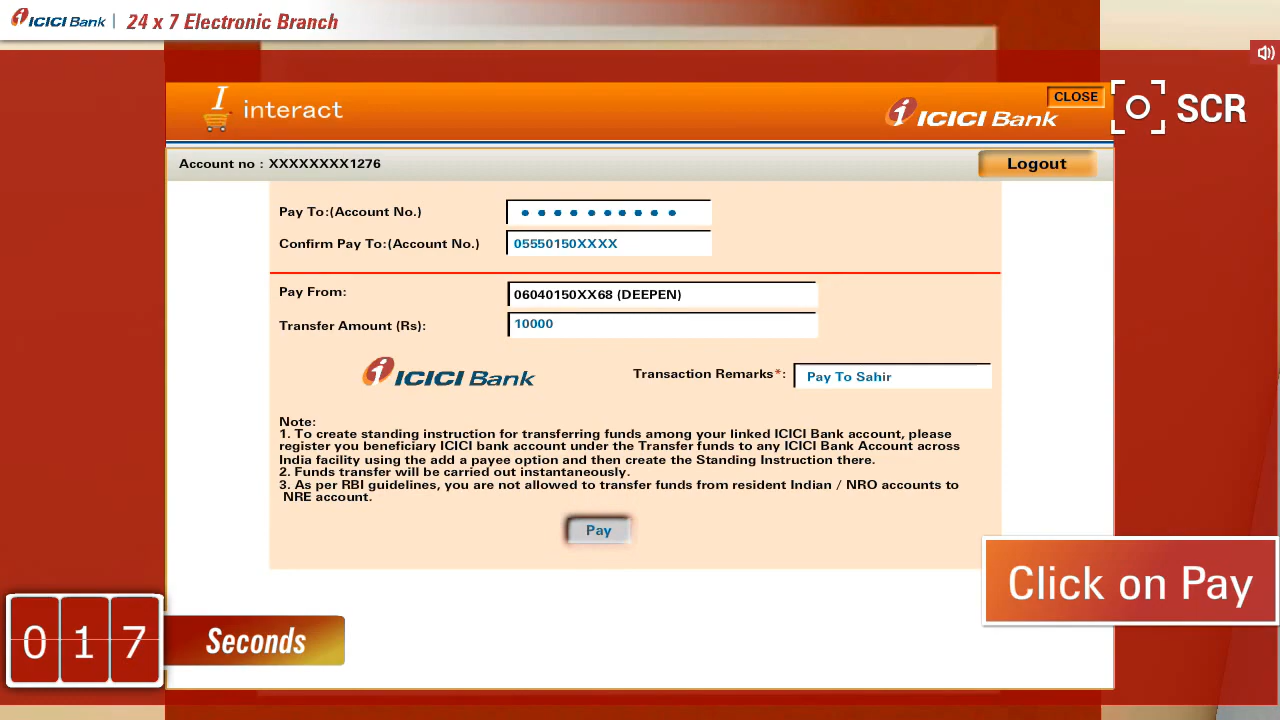 ICICI Bank | 24 x 7 Electronic Branch
I interact
CLOSE
ICICI Bank
SCR
Account no : XXXXXXXX1276
Logout
Pay To:(Account No.) ● ● ● ● ● ● ● ● ● ●
Confirm Pay To:(Account No.) 05550150XXXX
Pay From: 06040150XX68 (DEEPEN)
Transfer Amount (Rs): 10000
ICICI Bank
Transaction Remarks*: Pay To Sahir
Note:
1. To create standing instruction for transferring funds among your linked ICICI Bank account, please
register you beneficiary ICICI bank account under the Transfer funds to any ICICI Bank Account across
India facility using the add a payee option and then create the Standing Instruction there.
2. Funds transfer will be carried out instantaneously.
3. As per RBI guidelines, you are not allowed to transfer funds from resident Indian / NRO accounts to
NRE account.
Pay
Click on Pay
017 Seconds